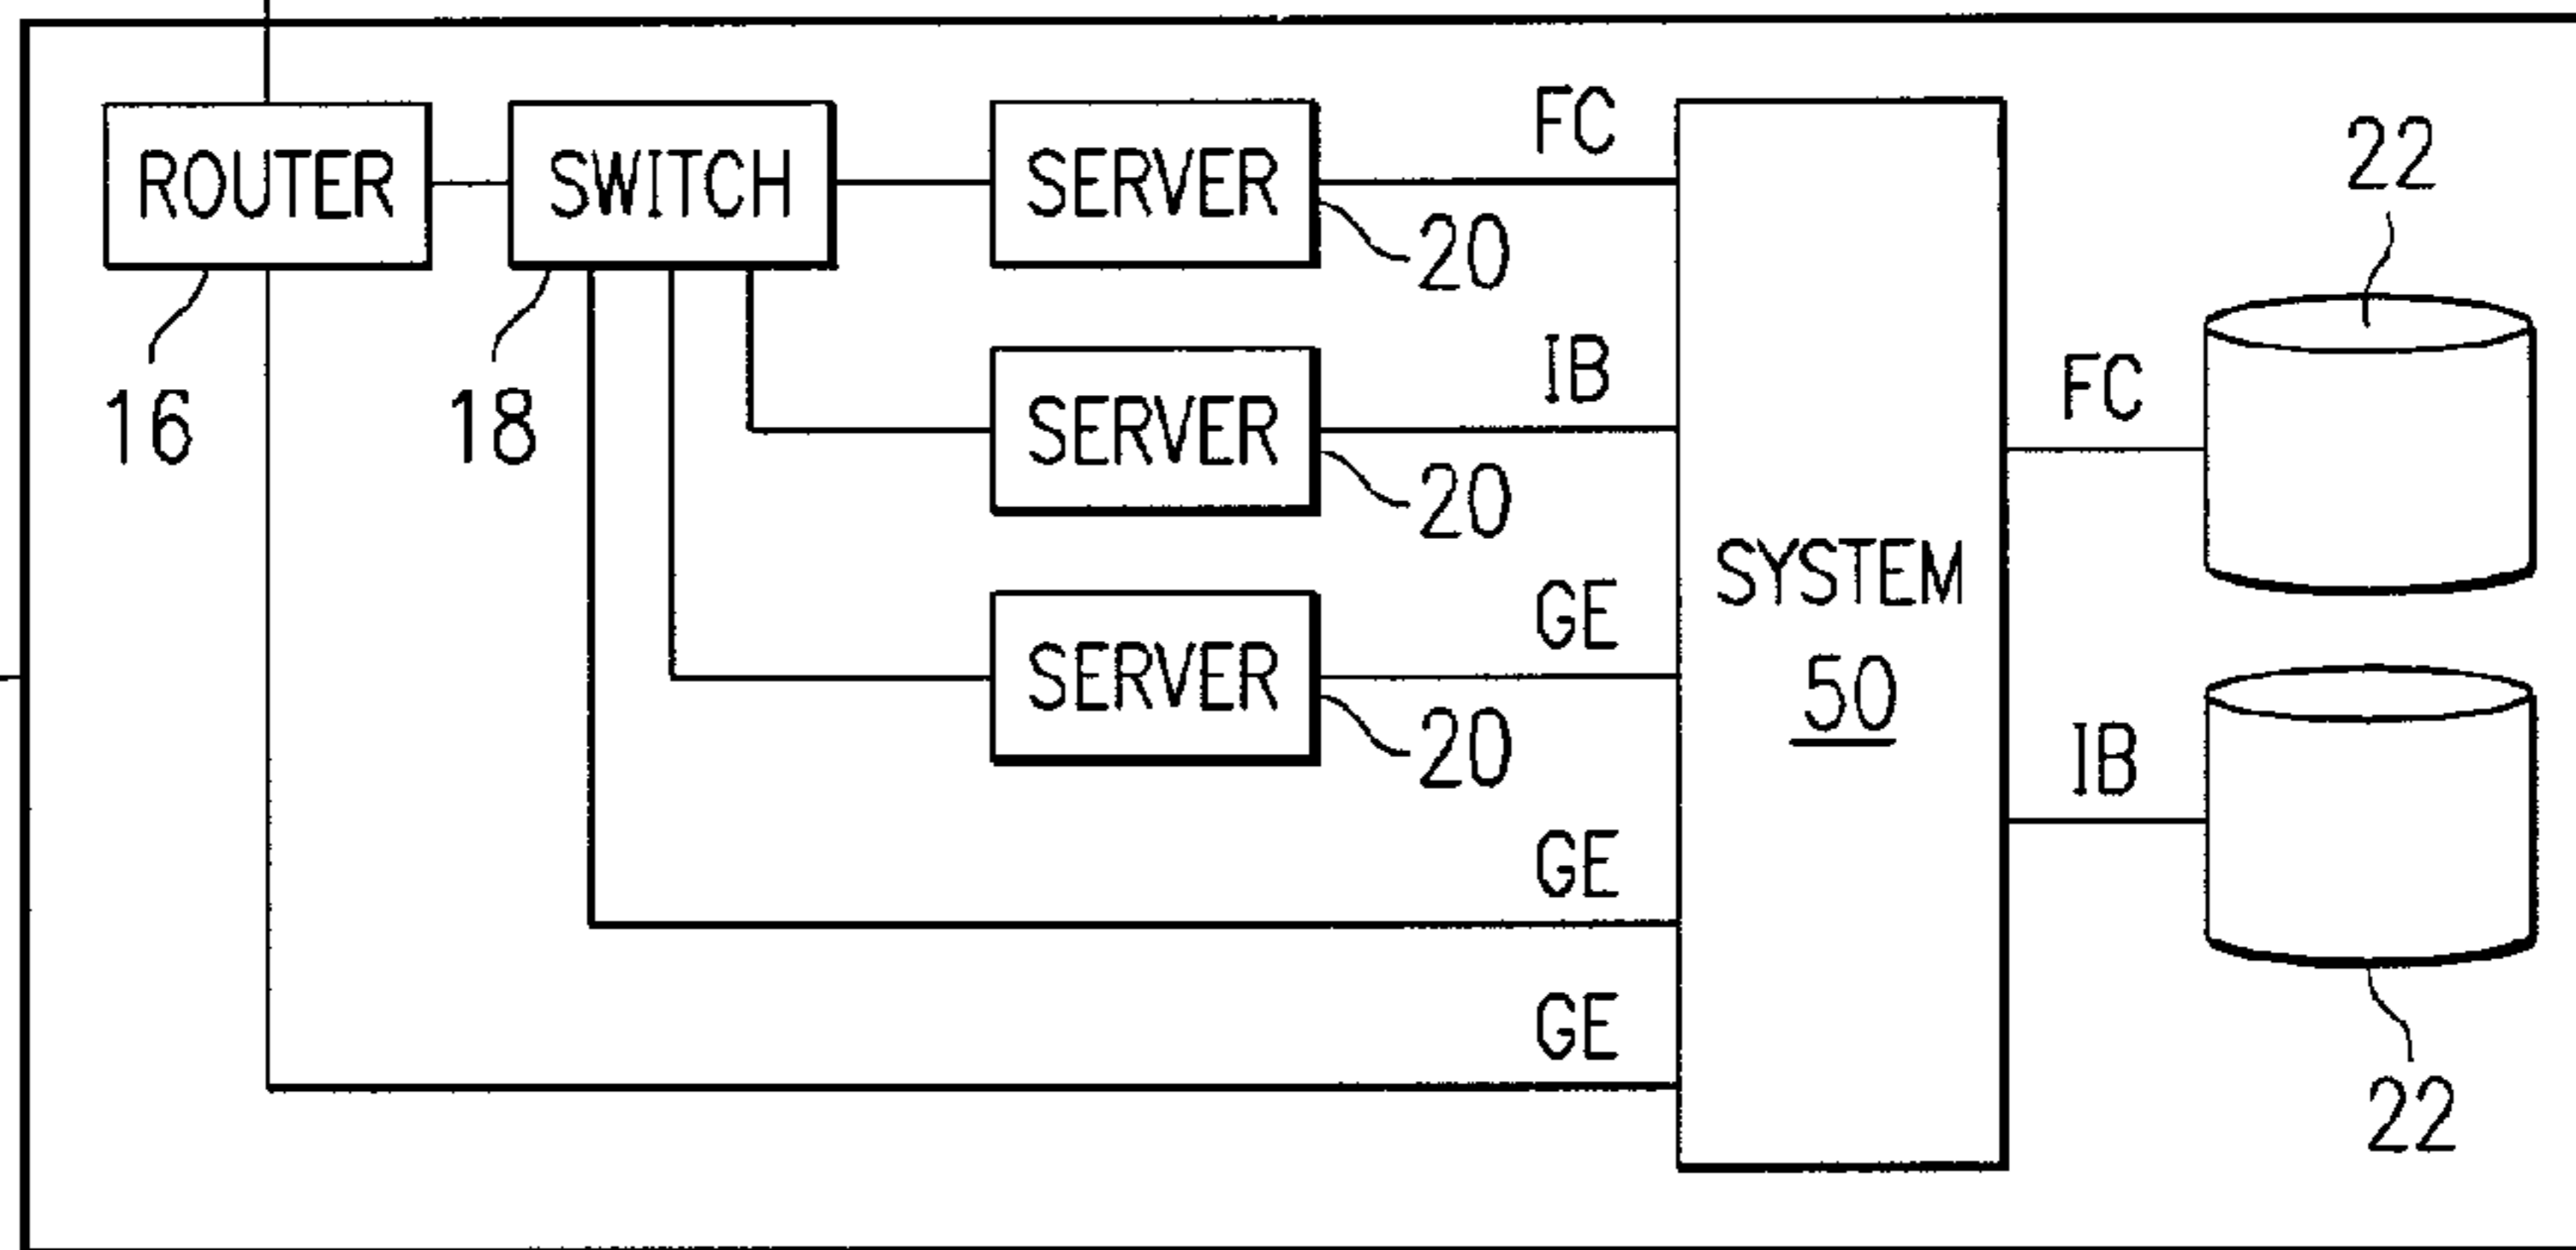 FC
22
ROUTER
SWITCH
SERVER
20
16
18
IB
SERVER
20
FC
GE
SYSTEM
50
SERVER
20
IB
GE
GE
22